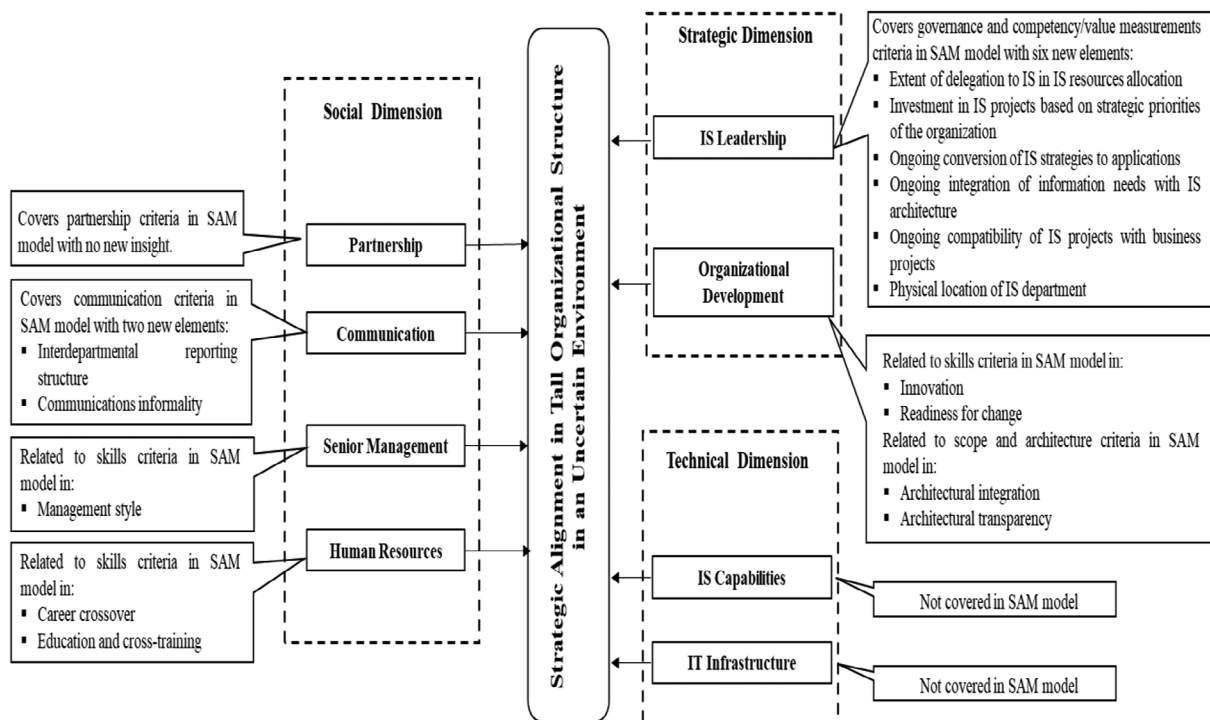 Social Dimension
Covers partnership criteria in SAM
model with no new insight.
Partnership
Covers communication criteria in
SAM model with two new elements:
▪ Interdepartmental reporting
structure
▪ Communications informality
Communication
Related to skills criteria in SAM
model in:
▪ Management style
Senior Management
Related to skills criteria in SAM
model in:
▪ Career crossover
▪ Education and cross-training
Human Resources
Strategic Alignment in Tall Organizational Structure
in an Uncertain Environment
Strategic Dimension
IS Leadership
Covers governance and competency/value measurements
criteria in SAM model with six new elements:
▪ Extent of delegation to IS in IS resources allocation
▪ Investment in IS projects based on strategic priorities
of the organization
▪ Ongoing conversion of IS strategies to applications
▪ Ongoing integration of information needs with IS
architecture
▪ Ongoing compatibility of IS projects with business
projects
▪ Physical location of IS department
Organizational
Development
Related to skills criteria in SAM model in:
▪ Innovation
▪ Readiness for change
Related to scope and architecture criteria in SAM
model in:
▪ Architectural integration
▪ Architectural transparency
Technical Dimension
IS Capabilities
Not covered in SAM model
IT Infrastructure
Not covered in SAM model